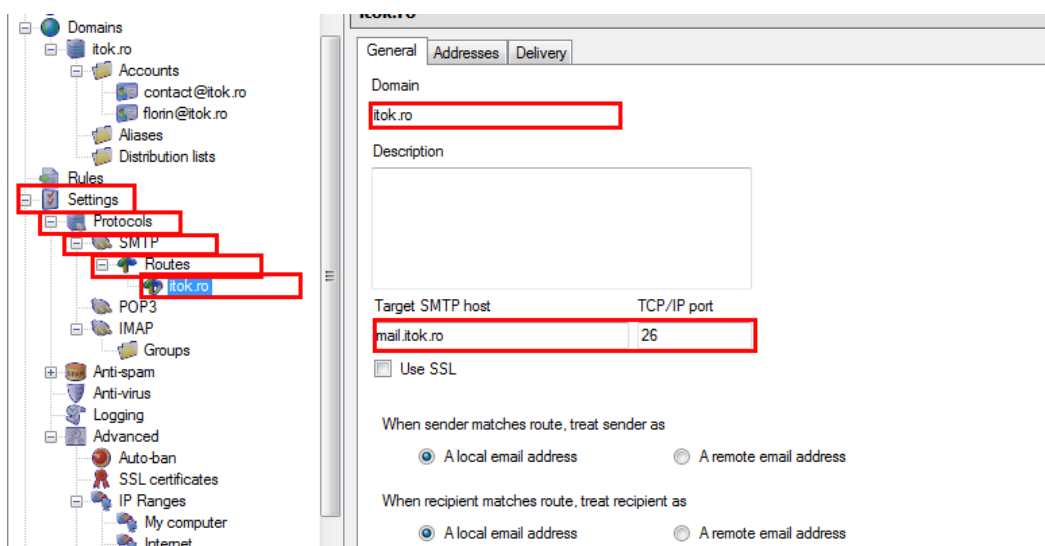 Domains
itok.ro
Accounts
contact@itok.ro
florin@itok.ro
Aliases
Distribution lists
Rules
Settings
Protocols
SMTP
Routes
itok.ro
POP3
IMAP
Groups
Anti-spam
Anti-virus
Logging
Advanced
Auto-ban
SSL certificates
IP Ranges
My computer
Internet
itok.ro
General Addresses Delivery
Domain
itok.ro
Description
Target SMTP host TCP/IP port
mail.itok.ro 26
Use SSL
When sender matches route, treat sender as
A local email address A remote email address
When recipient matches route, treat recipient as
A local email address A remote email address